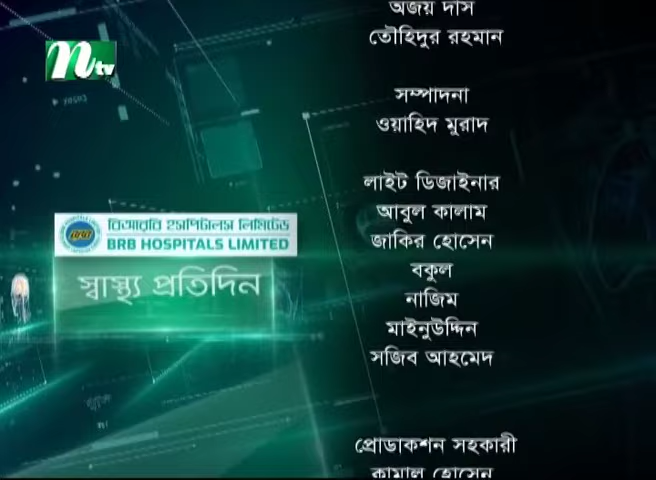 অজয় দাস
তৌহিদুর রহমান
ntv
সম্পাদনা
ওয়াহিদ মুরাদ
লাইট ডিজাইনার
আবুল কালাম
জাকির হোসেন
বকুল
নাজিম
মাইনুউদ্দিন
সজিব আহমেদ
বিআরবি হসপিটালস লিমিটেড
BRB HOSPITALS LIMITED
স্বাস্থ্য প্রতিদিন
প্রোডাকশন সহকারী
কামাল হোসেন